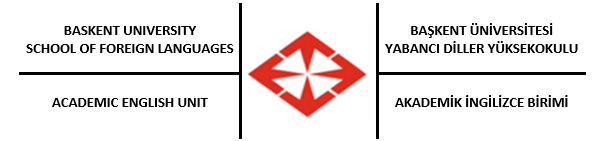 BASKENT UNIVERSITY
SCHOOL OF FOREIGN LANGUAGES
ACADEMIC ENGLISH UNIT
BAŞKENT ÜNİVERSİTESİ
YABANCI DİLLER YÜKSEKOKULU
AKADEMİK İNGİLİZCE BİRİMİ